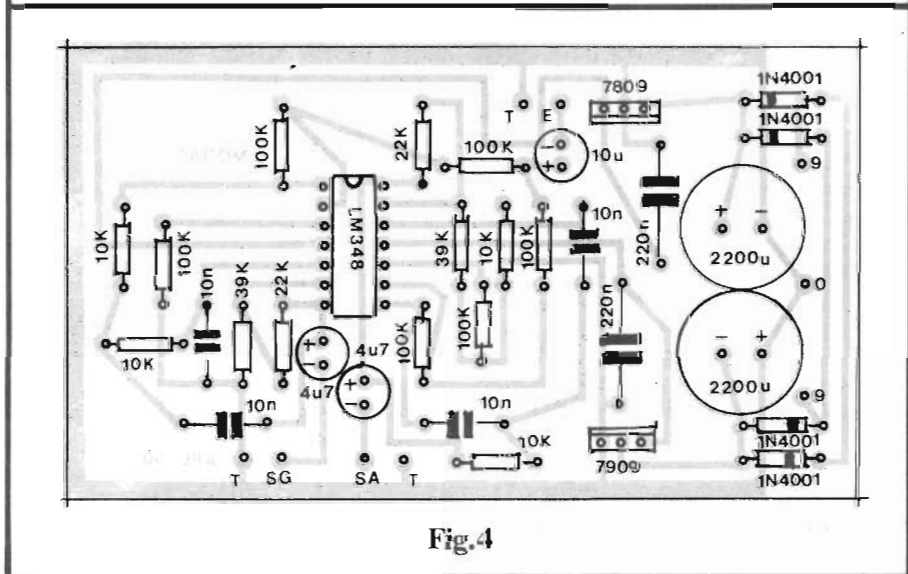 1N4001
7809
1N4001
T E
100K
22K
100K
10u
9
LM348
+ -
2200u
10K
100K
39K
10K
100K
10n
220n
10n
39K
22K
0
10K
4u7
4u7
100K
100K
220n
- +
2200u
9
10n
10n
10K
7909
1N4001
1N4001
T SG SA T
Fig.4